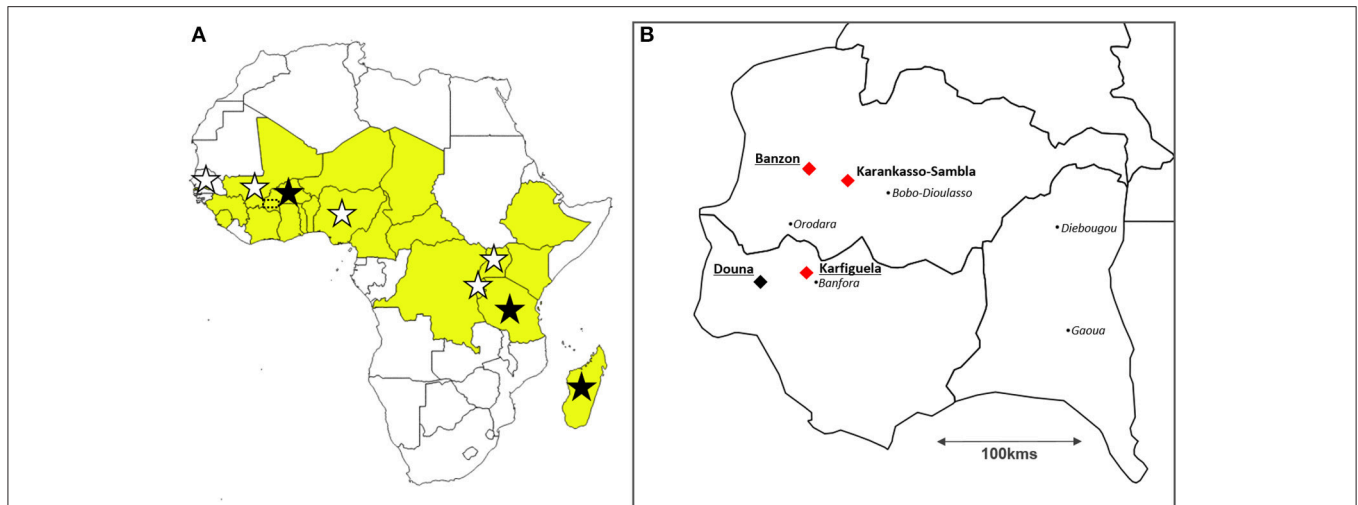 A
B
Banzon
Karankasso-Sambla
Bobo-Dioulasso
Orodara
Diebougou
Douna
Karfiguela
Banfora
Gaoua
100kms